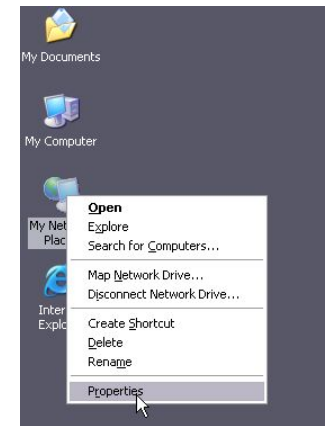 My Documents
My Computer
My Net
Plac
Inter
Explo
Open
Explore
Search for Computers...
Map Network Drive...
Disconnect Network Drive...
Create Shortcut
Delete
Rename
Properties